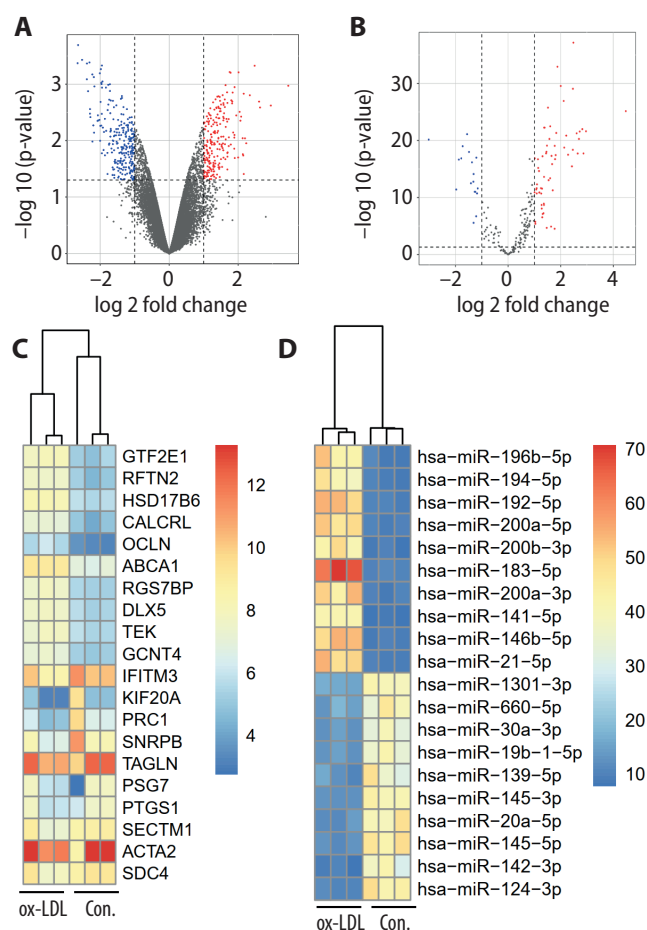 A
−log 10 (p-value)
3
2
1
0
−2
0
2
log 2 fold change
B
−log 10 (p-value)
30
20
10
0
−2
0
2
4
log 2 fold change
C
GTF2E1
RFTN2
HSD17B6
CALCRL
OCLN
ABCA1
RGS7BP
DLX5
TEK
GCNT4
IFITM3
KIF20A
PRC1
SNRPB
TAGLN
PSG7
PTGS1
SECTM1
ACTA2
SDC4
12
10
8
6
4
ox-LDL
Con.
D
hsa−miR−196b−5p
hsa−miR−194−5p
hsa−miR−192−5p
hsa−miR−200a−5p
hsa−miR−200b−3p
hsa−miR−183−5p
hsa−miR−200a−3p
hsa−miR−141−5p
hsa−miR−146b−5p
hsa−miR−21−5p
hsa−miR−1301−3p
hsa−miR−660−5p
hsa−miR−30a−3p
hsa−miR−19b−1−5p
hsa−miR−139−5p
hsa−miR−145−3p
hsa−miR−20a−5p
hsa−miR−145−5p
hsa−miR−142−3p
hsa−miR−124−3p
70
60
50
40
30
20
10
ox-LDL
Con.